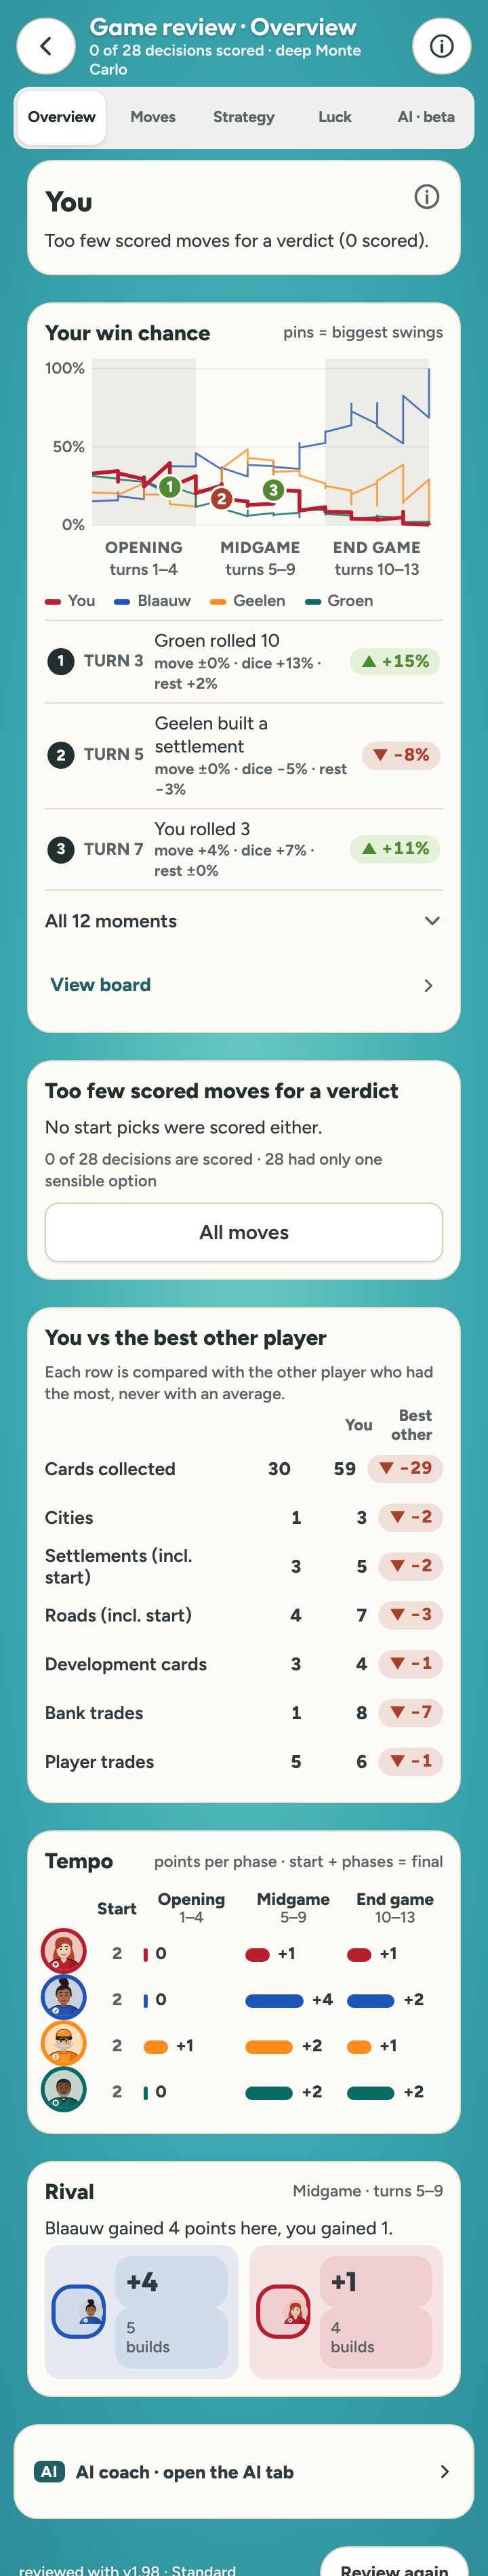 Game review · Overview
0 of 28 decisions scored · deep Monte
Carlo
Overview
Moves
Strategy
Luck
AI · beta
You
Too few scored moves for a verdict (0 scored).
Your win chance
pins = biggest swings
100%
50%
0%
1
2
3
OPENING
MIDGAME
END GAME
turns 1–4
turns 5–9
turns 10–13
You
Blaauw
Geelen
Groen
1 TURN 3
Groen rolled 10
move ±0% · dice +13% ·
rest +2%
▲ +15%
2 TURN 5
Geelen built a
settlement
move ±0% · dice −5% · rest
−3%
▼ −8%
3 TURN 7
You rolled 3
move +4% · dice +7% ·
rest ±0%
▲ +11%
All 12 moments
View board
Too few scored moves for a verdict
No start picks were scored either.
0 of 28 decisions are scored · 28 had only one
sensible option
All moves
You vs the best other player
Each row is compared with the other player who had
the most, never with an average.
You
Best
other
Cards collected 30 59 ▼ −29
Cities 1 3 ▼ −2
Settlements (incl.
start) 3 5 ▼ −2
Roads (incl. start) 4 7 ▼ −3
Development cards 3 4 ▼ −1
Bank trades 1 8 ▼ −7
Player trades 5 6 ▼ −1
Tempo
points per phase · start + phases = final
Start
Opening
1–4
Midgame
5–9
End game
10–13
2 0 +1 +1
2 0 +4 +2
2 +1 +2 +1
2 0 +2 +2
Rival
Midgame · turns 5–9
Blaauw gained 4 points here, you gained 1.
+4
5
builds
+1
4
builds
AI AI coach · open the AI tab
reviewed with v1.98 · Standard
Review again